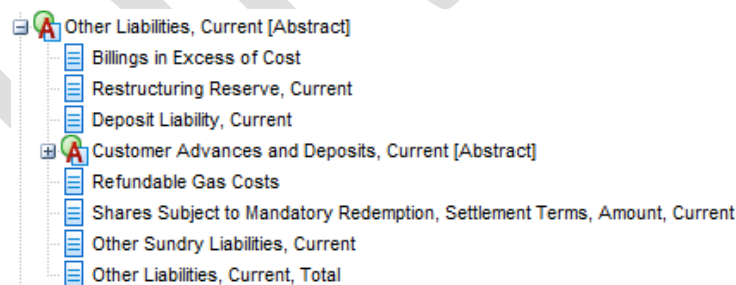 Other Liabilities, Current [Abstract]
Billings in Excess of Cost
Restructuring Reserve, Current
Deposit Liability, Current
Customer Advances and Deposits, Current [Abstract]
Refundable Gas Costs
Shares Subject to Mandatory Redemption, Settlement Terms, Amount, Current
Other Sundry Liabilities, Current
Other Liabilities, Current, Total